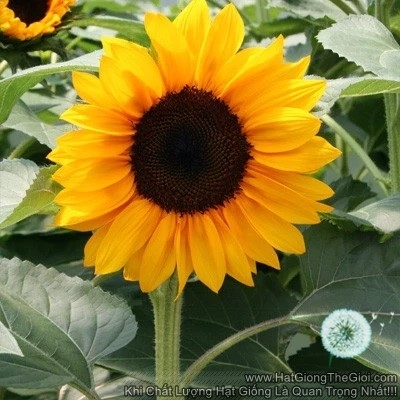 www.HatGiongTheGioi.com
Khi Chất Lượng Hạt Giống Là Quan Trọng Nhất!!!